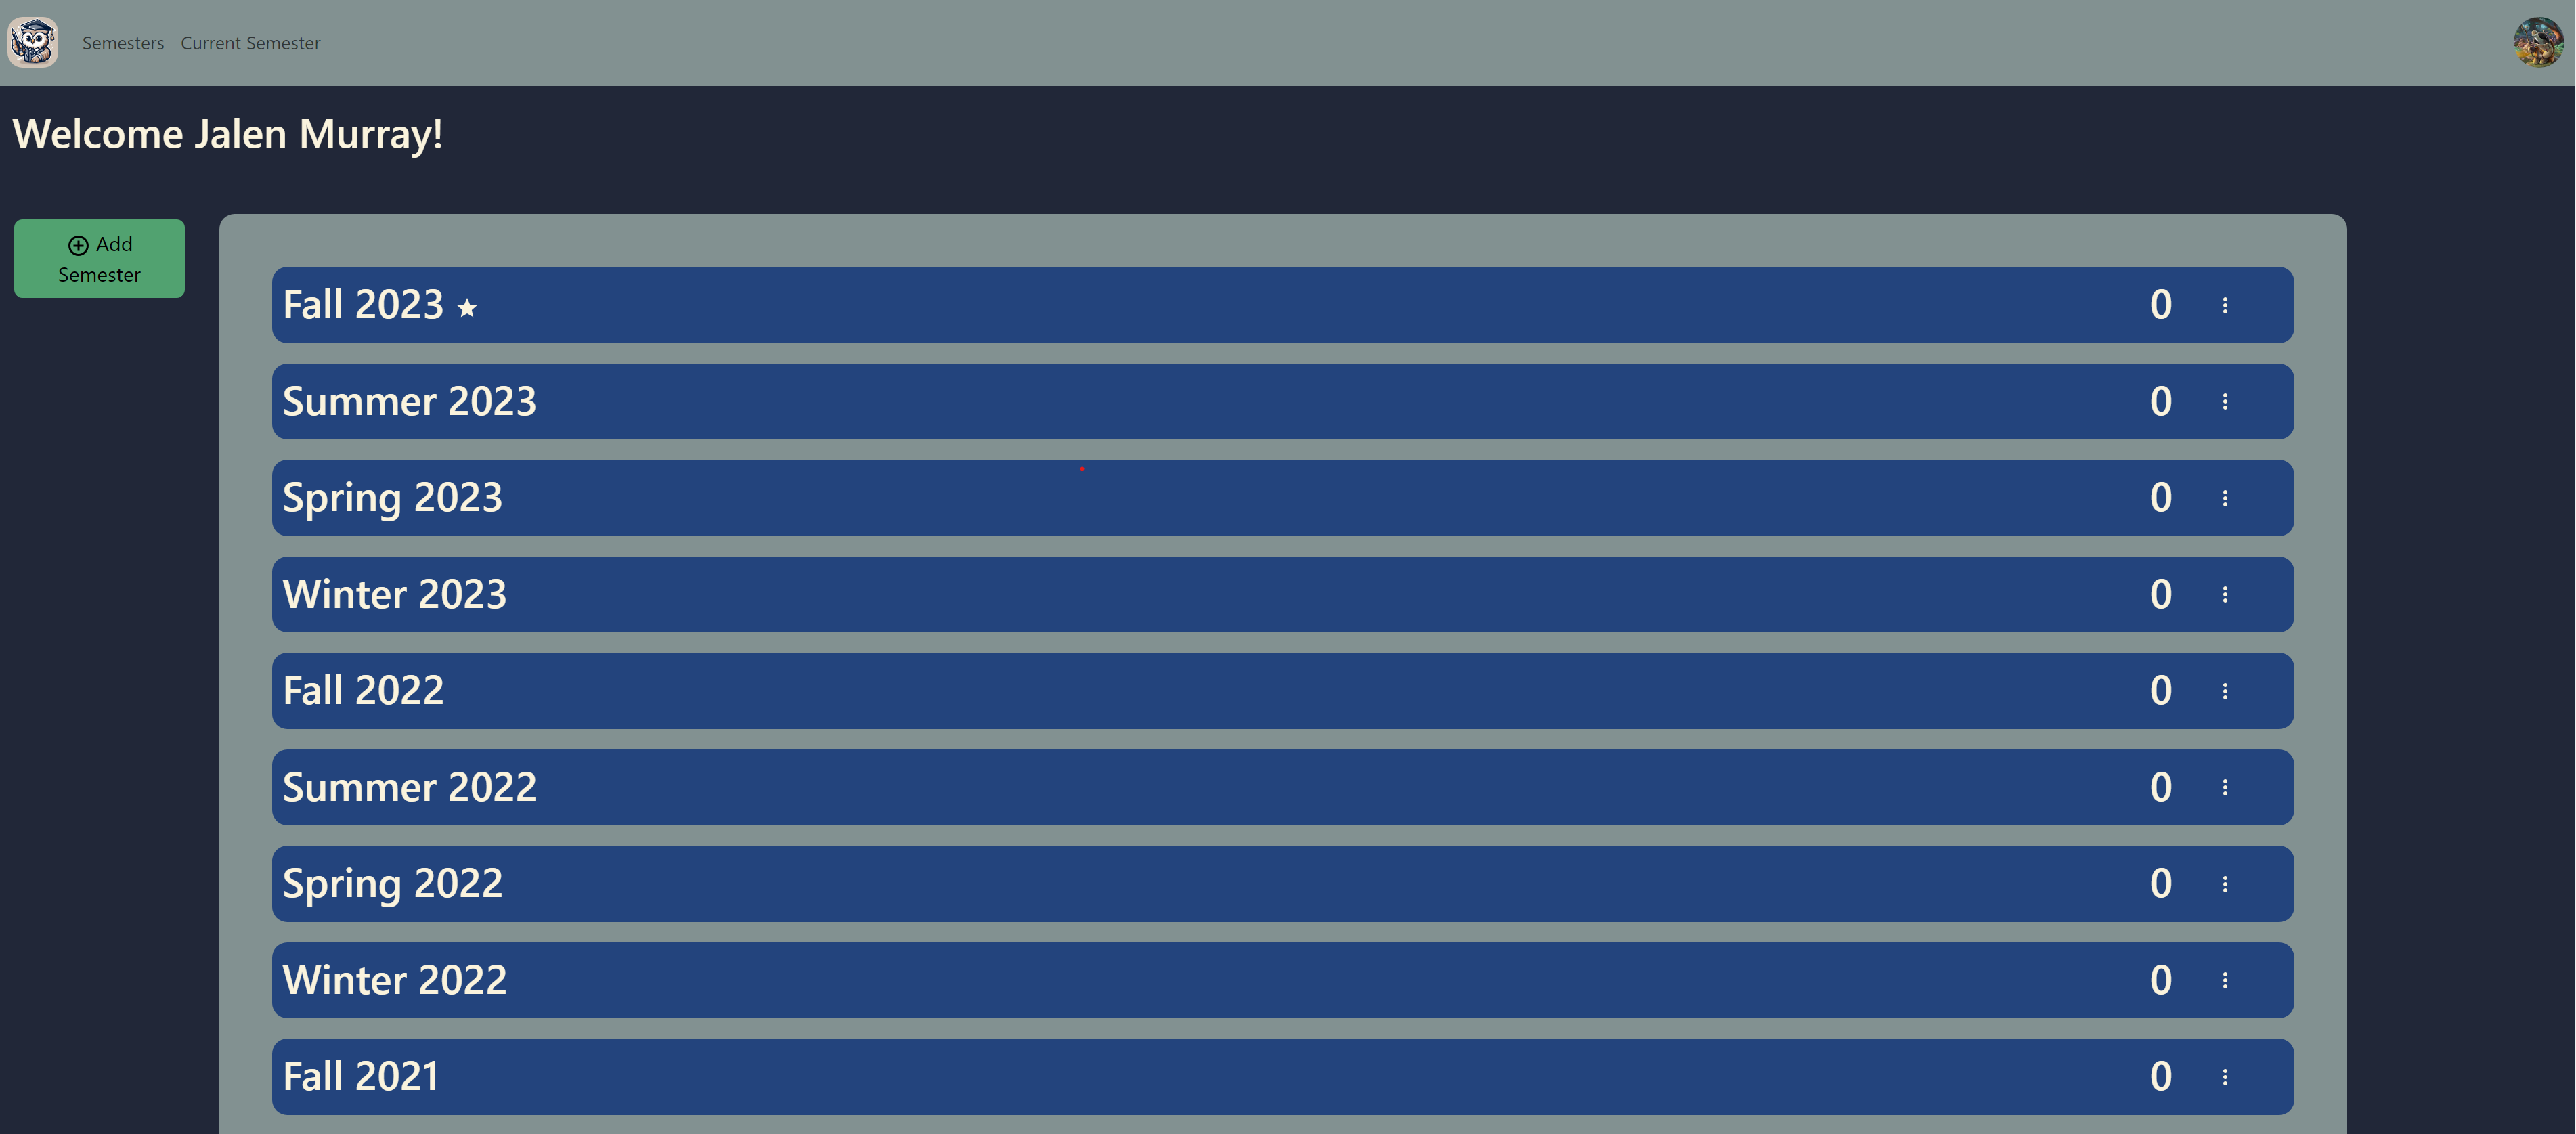 Semesters Current Semester
Welcome Jalen Murray!
Add
Semester
Fall 2023 0
Summer 2023 0
Spring 2023 0
Winter 2023 0
Fall 2022 0
Summer 2022 0
Spring 2022 0
Winter 2022 0
Fall 2021 0